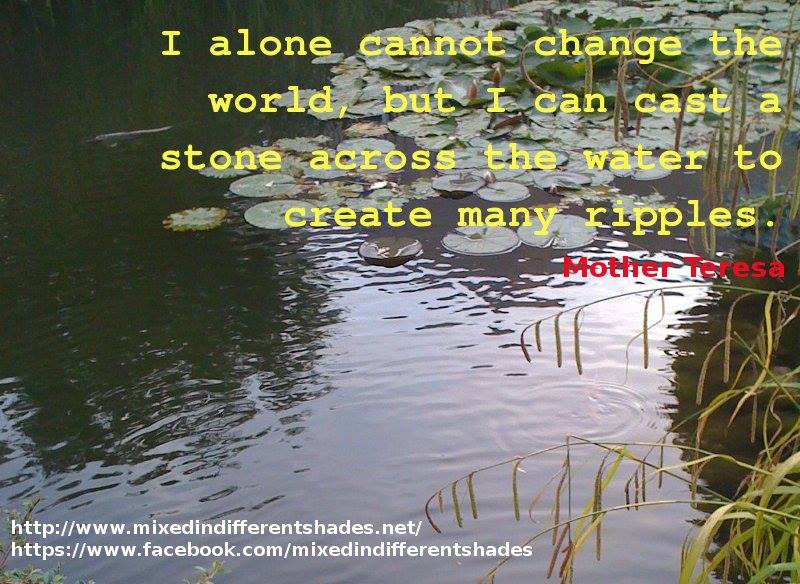 I alone cannot change the
world, but I can cast a
stone across the water to
create many ripples.
Mother Teresa
http://www.mixedindifferentshades.net/
https://www.facebook.com/mixedindifferentshades